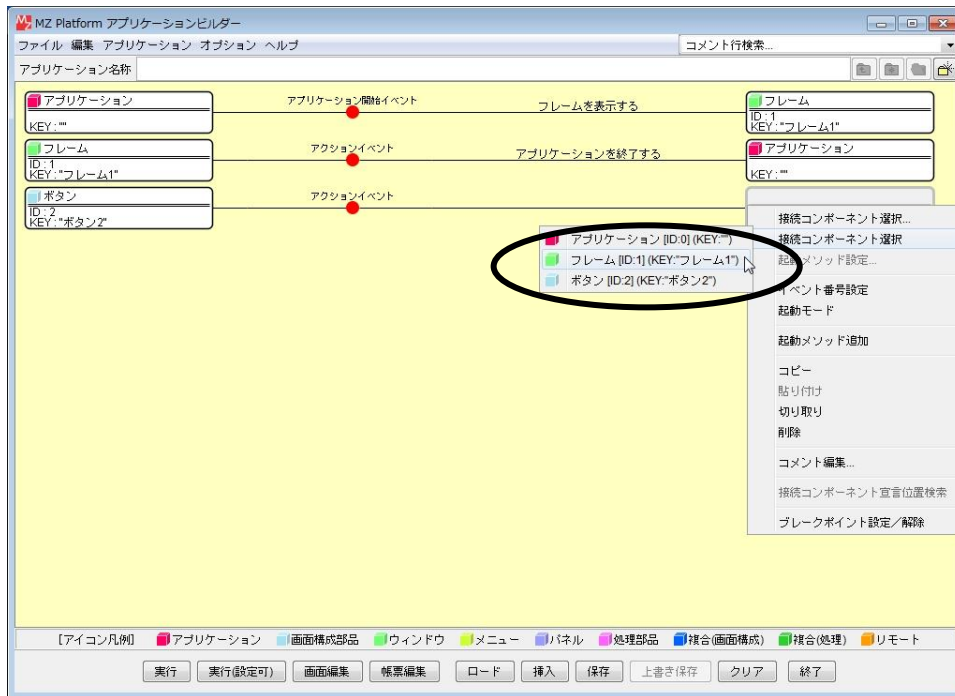 MZ Platform アプリケーションビルダー
ファイル 編集 アプリケーション オプション ヘルプ
コメント行検索...
アプリケーション名称
アプリケーション
KEY:""
アプリケーション開始イベント
フレームを表示する
フレーム
ID:1
KEY:"フレーム1"
フレーム
ID:1
KEY:"フレーム1"
アクションイベント
アプリケーションを終了する
アプリケーション
KEY:""
ボタン
ID:2
KEY:"ボタン2"
アクションイベント
アプリケーション [ID:0] (KEY:"")
フレーム [ID:1] (KEY:"フレーム1")
ボタン [ID:2] (KEY:"ボタン2")
接続コンポーネント選択...
接続コンポーネント選択
起動メソッド設定...
イベント番号設定
起動モード
起動メソッド追加
コピー
貼り付け
切り取り
削除
コメント編集...
接続コンポーネント宣言位置検索
ブレークポイント設定/解除
[アイコン凡例] アプリケーション 画面構成部品 ウィンドウ メニュー パネル 処理部品 複合(画面構成) 複合(処理) リモート
実行 実行(設定可) 画面編集 帳票編集 ロード 挿入 保存 上書き保存 クリア 終了